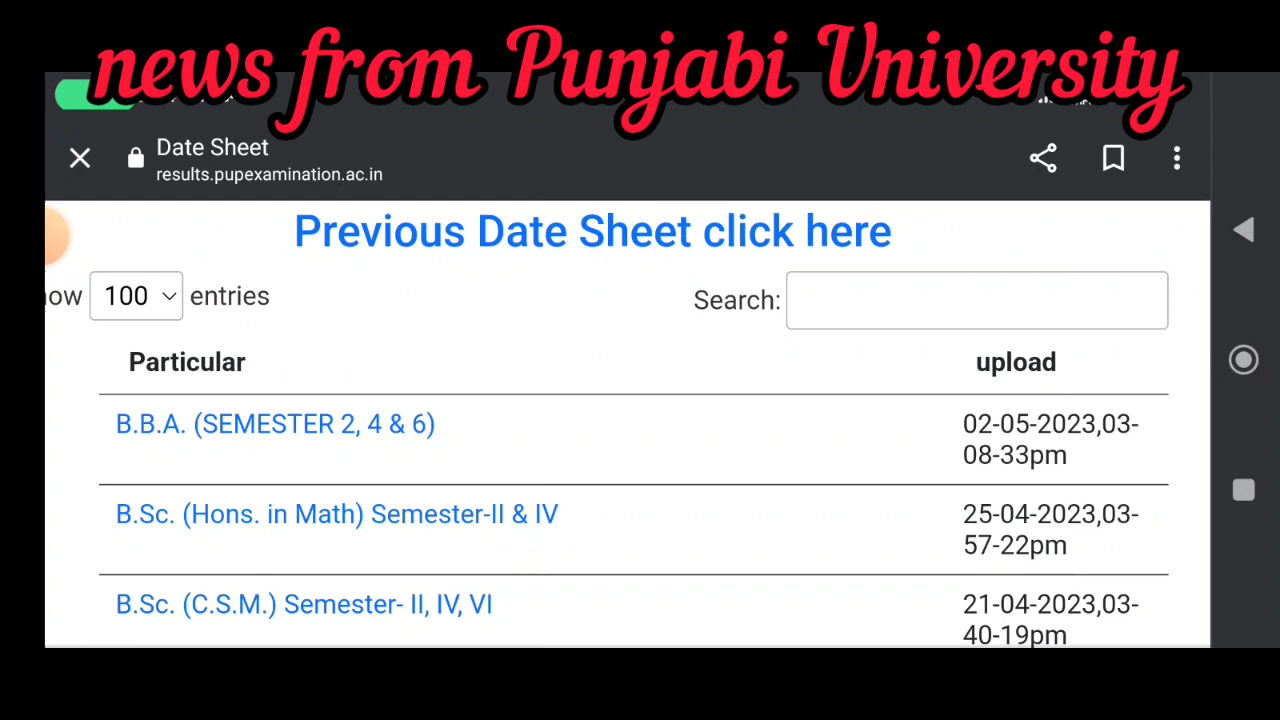 news from Punjabi University
Date Sheet
results.pupexamination.ac.in
Previous Date Sheet click here
ow 100 entries
Search:
Particular upload
B.B.A. (SEMESTER 2, 4 & 6) 02-05-2023,03-
08-33pm
B.Sc. (Hons. in Math) Semester-II & IV 25-04-2023,03-
57-22pm
B.Sc. (C.S.M.) Semester- II, IV, VI 21-04-2023,03-
40-19pm